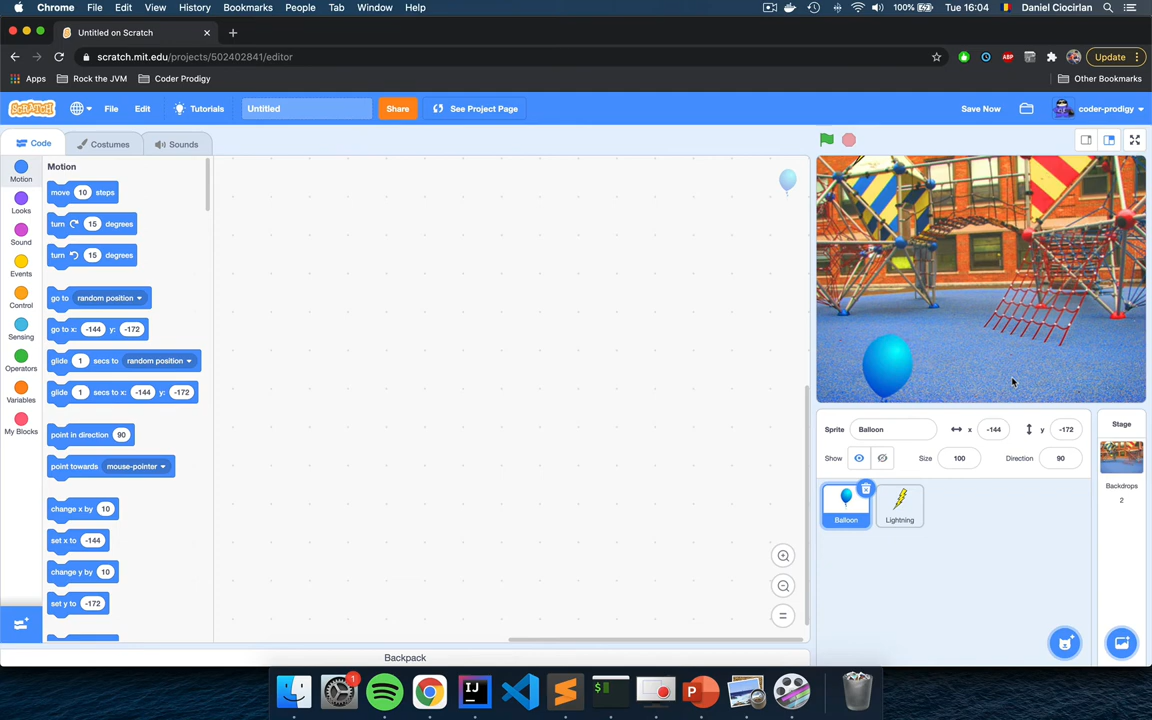 Chrome File Edit View History Bookmarks People Tab Window Help 100% Tue 16:04 Daniel Ciocirlan
Untitled on Scratch
scratch.mit.edu/projects/502402841/editor ABP Update
Apps Rock the JVM Coder Prodigy Other Bookmarks
SCRATCH File Edit Tutorials Untitled Share See Project Page Save Now coder-prodigy
Code Costumes Sounds
Motion
Looks
Sound
Events
Control
Sensing
Operators
Variables
My Blocks
Motion
move 10 steps
turn 15 degrees
turn 15 degrees
go to random position
go to x: -144 y: -172
glide 1 secs to random position
glide 1 secs to x: -144 y: -172
point in direction 90
point towards mouse-pointer
change x by 10
set x to -144
change y by 10
set y to -172
Backpack
Sprite Balloon x -144 y -172
Show Size 100 Direction 90
Balloon
Lightning
Stage
Backdrops
2
1
IJ
$
P